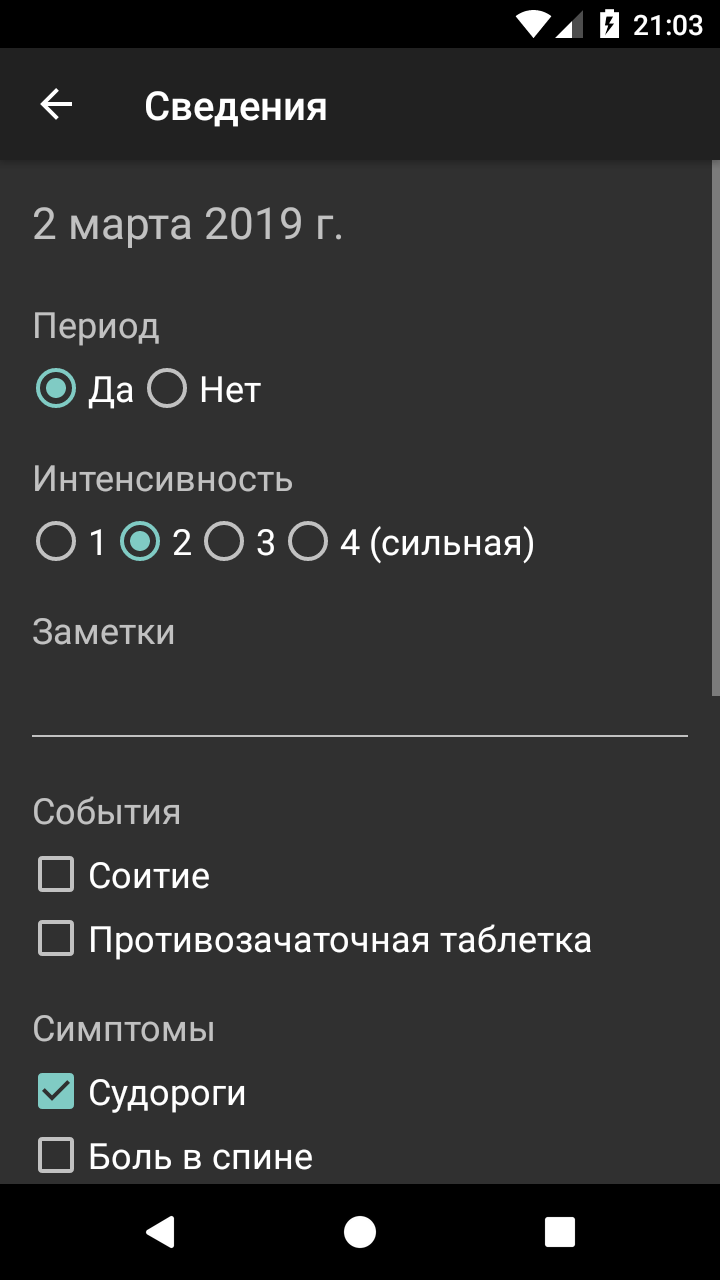 21:03
Сведения
2 марта 2019 г.
Период
Да Нет
Интенсивность
1 2 3 4 (сильная)
Заметки
События
Соитие
Противозачаточная таблетка
Симптомы
Судороги
Боль в спине